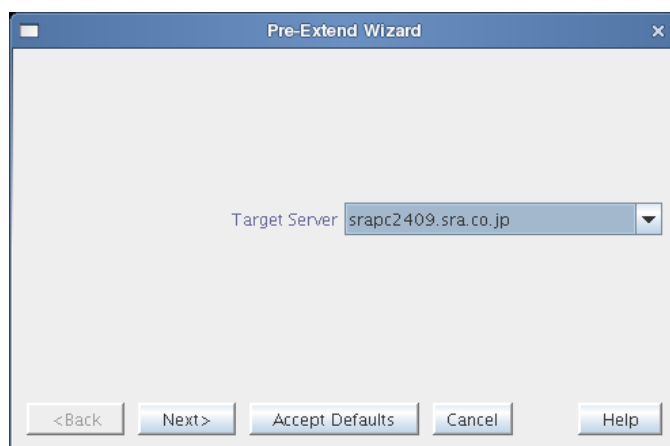 Pre-Extend Wizard
Target Server srapc2409.sra.co.jp
<Back Next> Accept Defaults Cancel Help